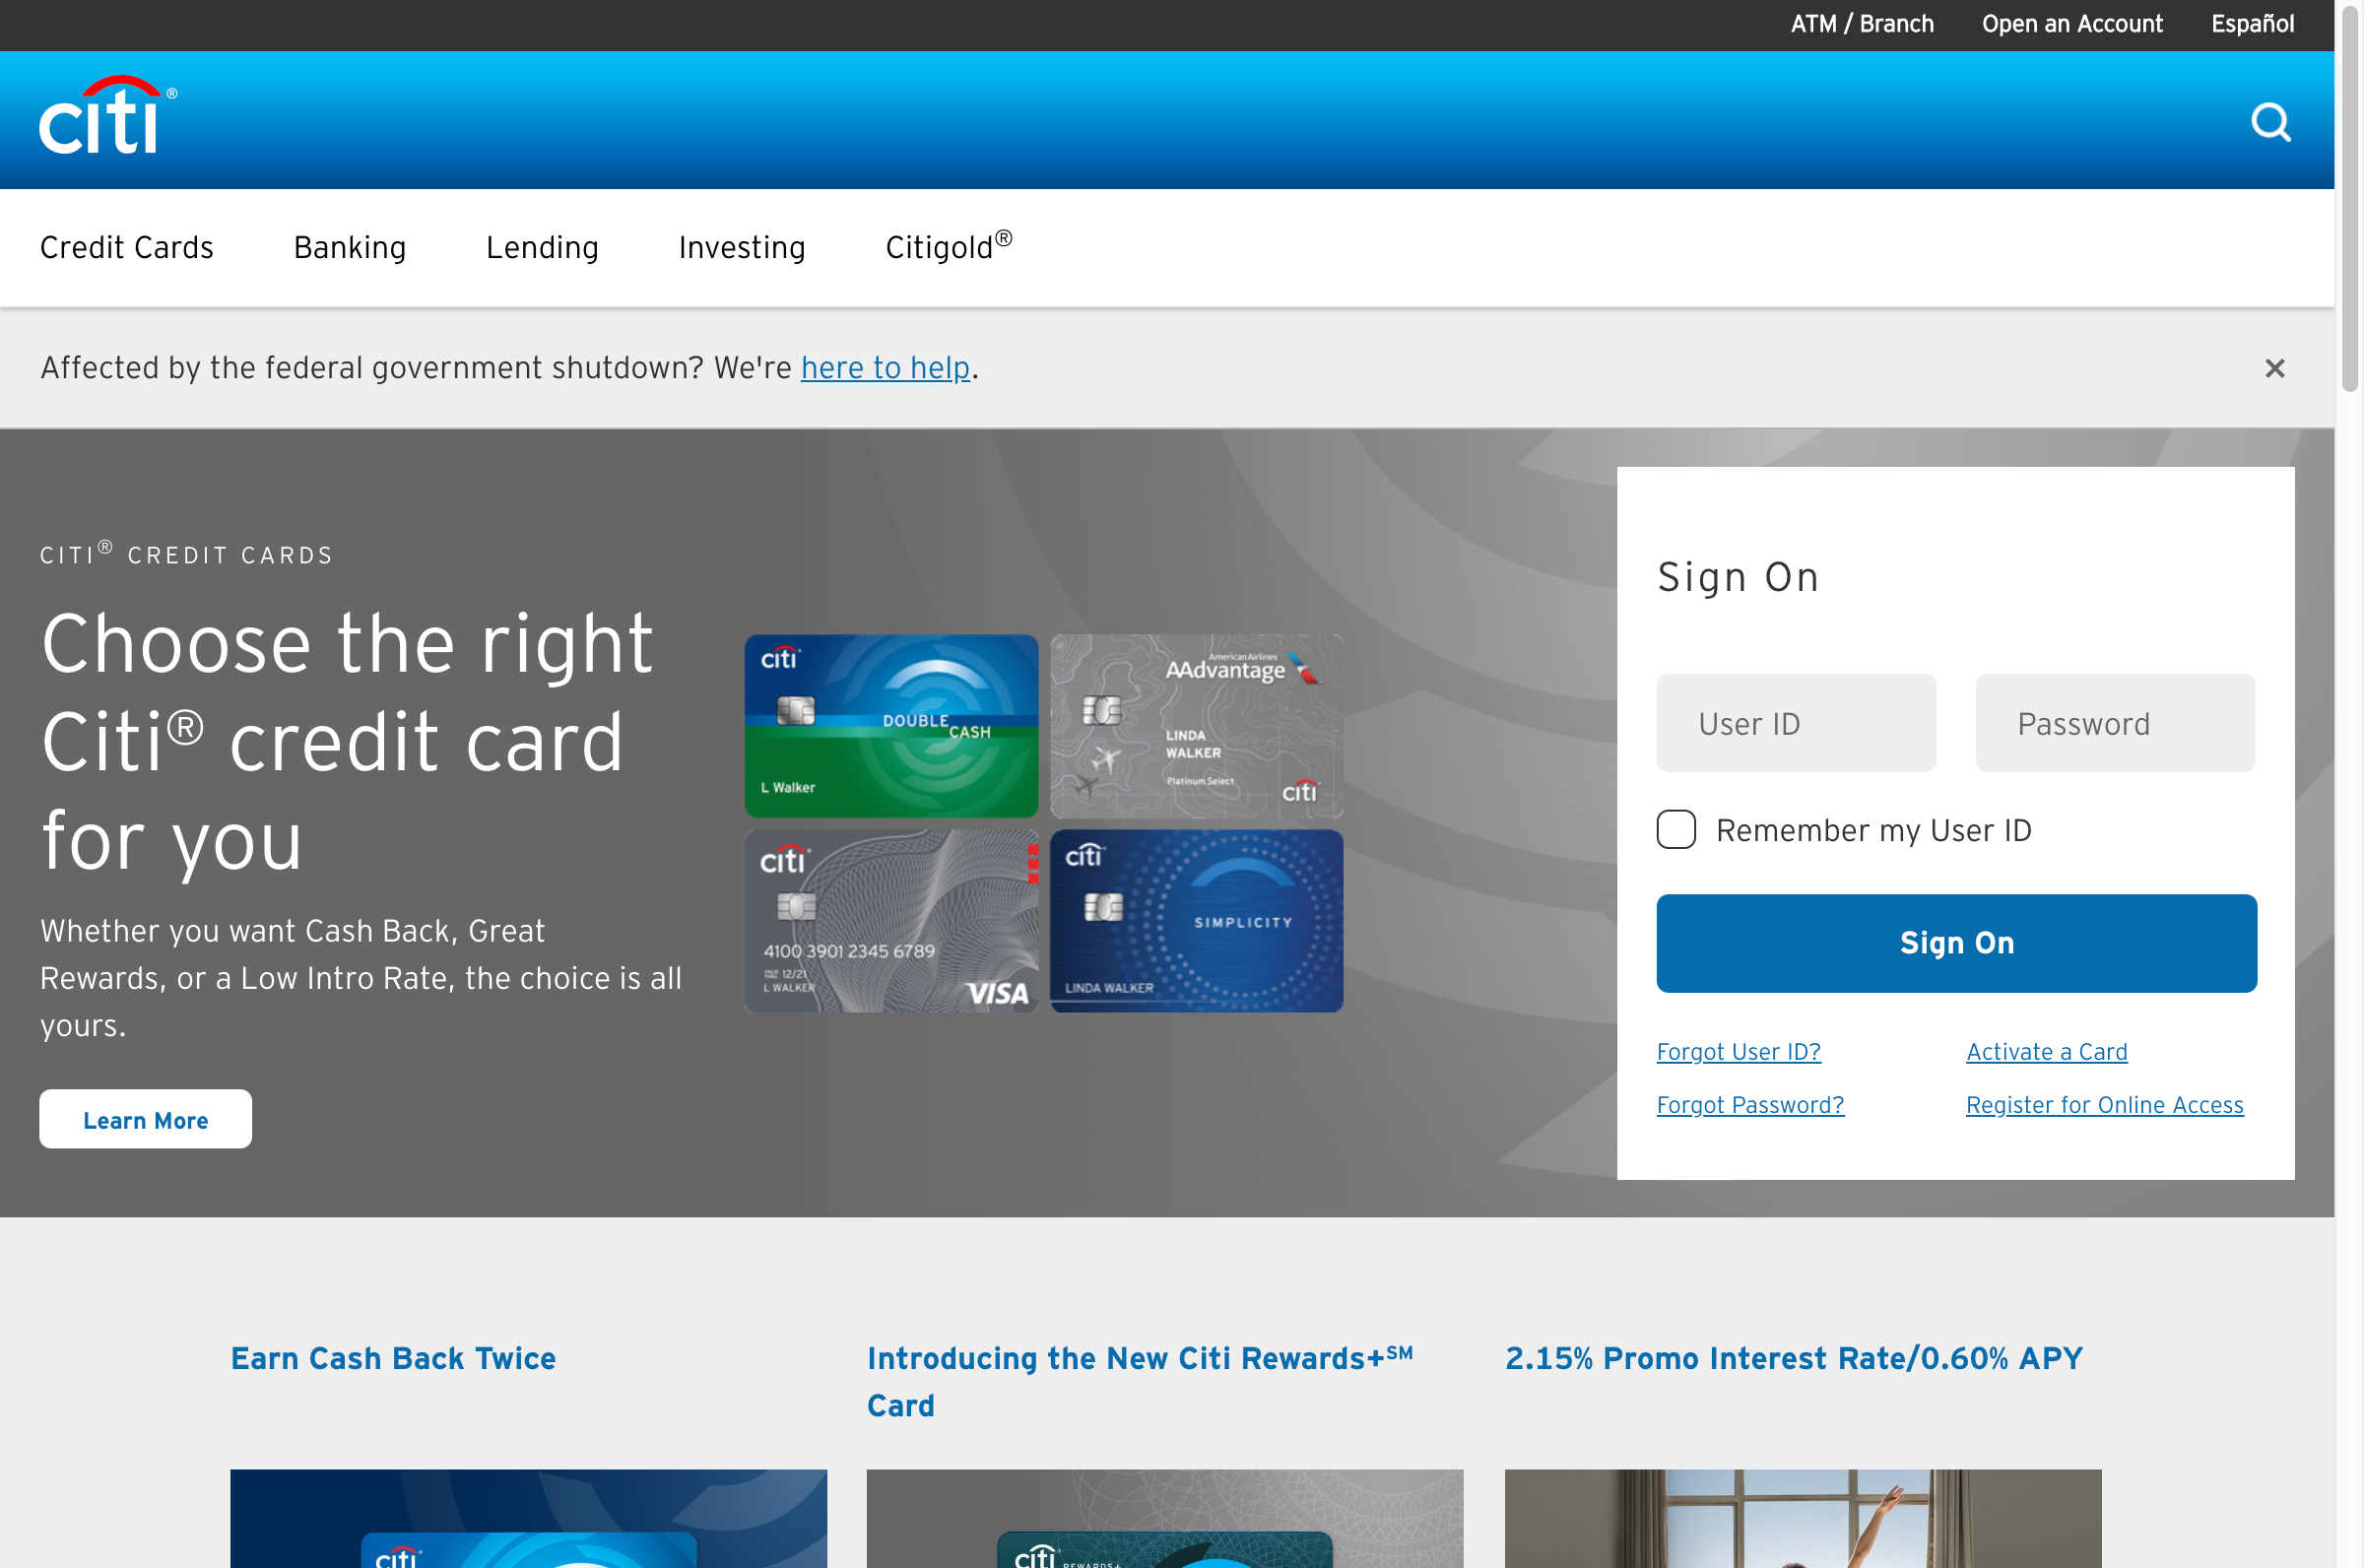 ATM / Branch
Open an Account
Español
citi®
Credit Cards
Banking
Lending
Investing
Citigold®
Affected by the federal government shutdown? We're here to help.
×
CITI® CREDIT CARDS
Choose the right
Citi® credit card
for you
Whether you want Cash Back, Great
Rewards, or a Low Intro Rate, the choice is all
yours.
Learn More
citi
DOUBLE
CASH
L Walker
American Airlines
AAdvantage
LINDA
WALKER
Platinum Select
citi
citi
4100 3901 2345 6789
12/21
L WALKER
VISA
citi
SIMPLICITY
LINDA WALKER
Sign On
User ID
Password
Remember my User ID
Sign On
Forgot User ID?
Activate a Card
Forgot Password?
Register for Online Access
Earn Cash Back Twice
Introducing the New Citi Rewards+℠
Card
2.15% Promo Interest Rate/0.60% APY
citi
citi
REWARDS+